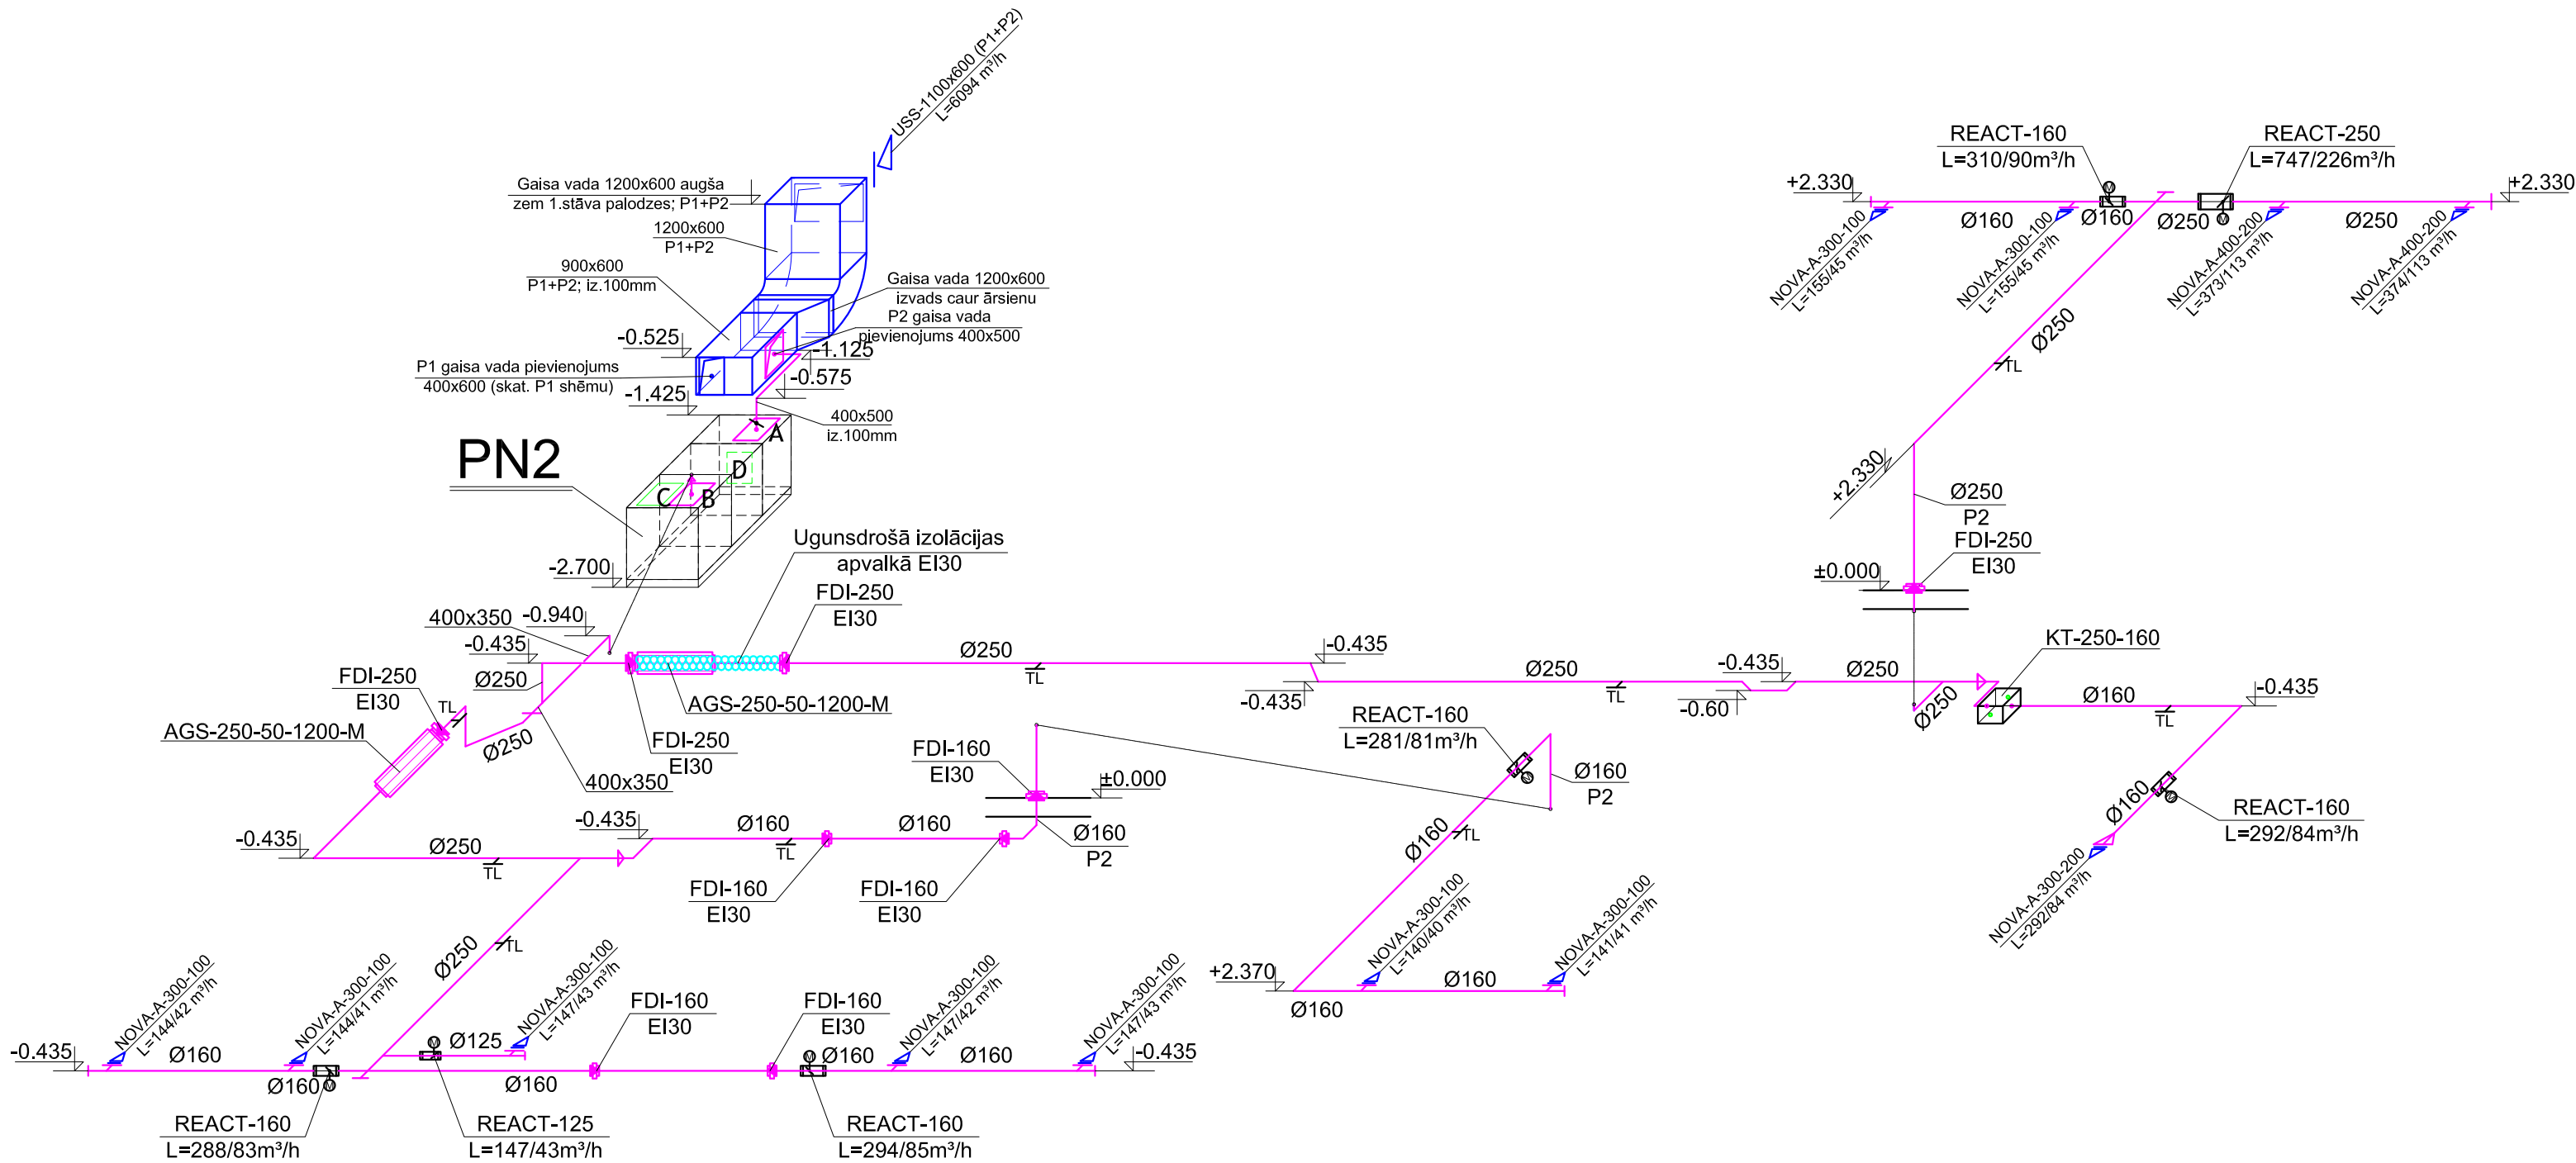 USS-1100x600 (P1+P2)
L=6094 m³/h
Gaisa vada 1200x600 augša
zem 1.stāva palodzes; P1+P2
1200x600
P1+P2
900x600
P1+P2; iz.100mm
Gaisa vada 1200x600
izvads caur ārsienu
P2 gaisa vada
pievienojums 400x500
-0.525
-1.125
P1 gaisa vada pievienojums
400x600 (skat. P1 shēmu)
-0.575
-1.425
400x500
iz.100mm
A
D
C
B
PN2
-2.700
Ugunsdrošā izolācijas
apvalkā EI30
FDI-250
EI30
400x350
-0.940
-0.435
Ø250
FDI-250
EI30
TL
AGS-250-50-1200-M
Ø250
400x350
FDI-250
EI30
AGS-250-50-1200-M
Ø250
TL
-0.435
-0.435
Ø250
TL
-0.435
-0.60
Ø250
Ø250
KT-250-160
Ø160
TL
-0.435
Ø160
REACT-160
L=292/84m³/h
NOVA-A-300-200
L=292/84 m³/h
REACT-160
L=310/90m³/h
REACT-250
L=747/226m³/h
+2.330
+2.330
Ø160
Ø160
Ø250
Ø250
NOVA-A-300-100
L=155/45 m³/h
NOVA-A-300-100
L=155/45 m³/h
NOVA-A-400-200
L=373/113 m³/h
NOVA-A-400-200
L=374/113 m³/h
Ø250
TL
+2.330
Ø250
P2
FDI-250
EI30
±0.000
REACT-160
L=281/81m³/h
Ø160
P2
Ø160
TL
FDI-160
EI30
±0.000
Ø160
P2
-0.435
Ø160
TL
Ø160
FDI-160
EI30
FDI-160
EI30
-0.435
Ø250
TL
Ø250
TL
+2.370
Ø160
Ø160
NOVA-A-300-100
L=140/40 m³/h
NOVA-A-300-100
L=141/41 m³/h
-0.435
NOVA-A-300-100
L=144/42 m³/h
Ø160
NOVA-A-300-100
L=144/41 m³/h
Ø160
M
Ø125
NOVA-A-300-100
L=147/43 m³/h
Ø160
FDI-160
EI30
FDI-160
EI30
Ø160
NOVA-A-300-100
L=147/42 m³/h
Ø160
NOVA-A-300-100
L=147/43 m³/h
-0.435
REACT-160
L=288/83m³/h
REACT-125
L=147/43m³/h
REACT-160
L=294/85m³/h